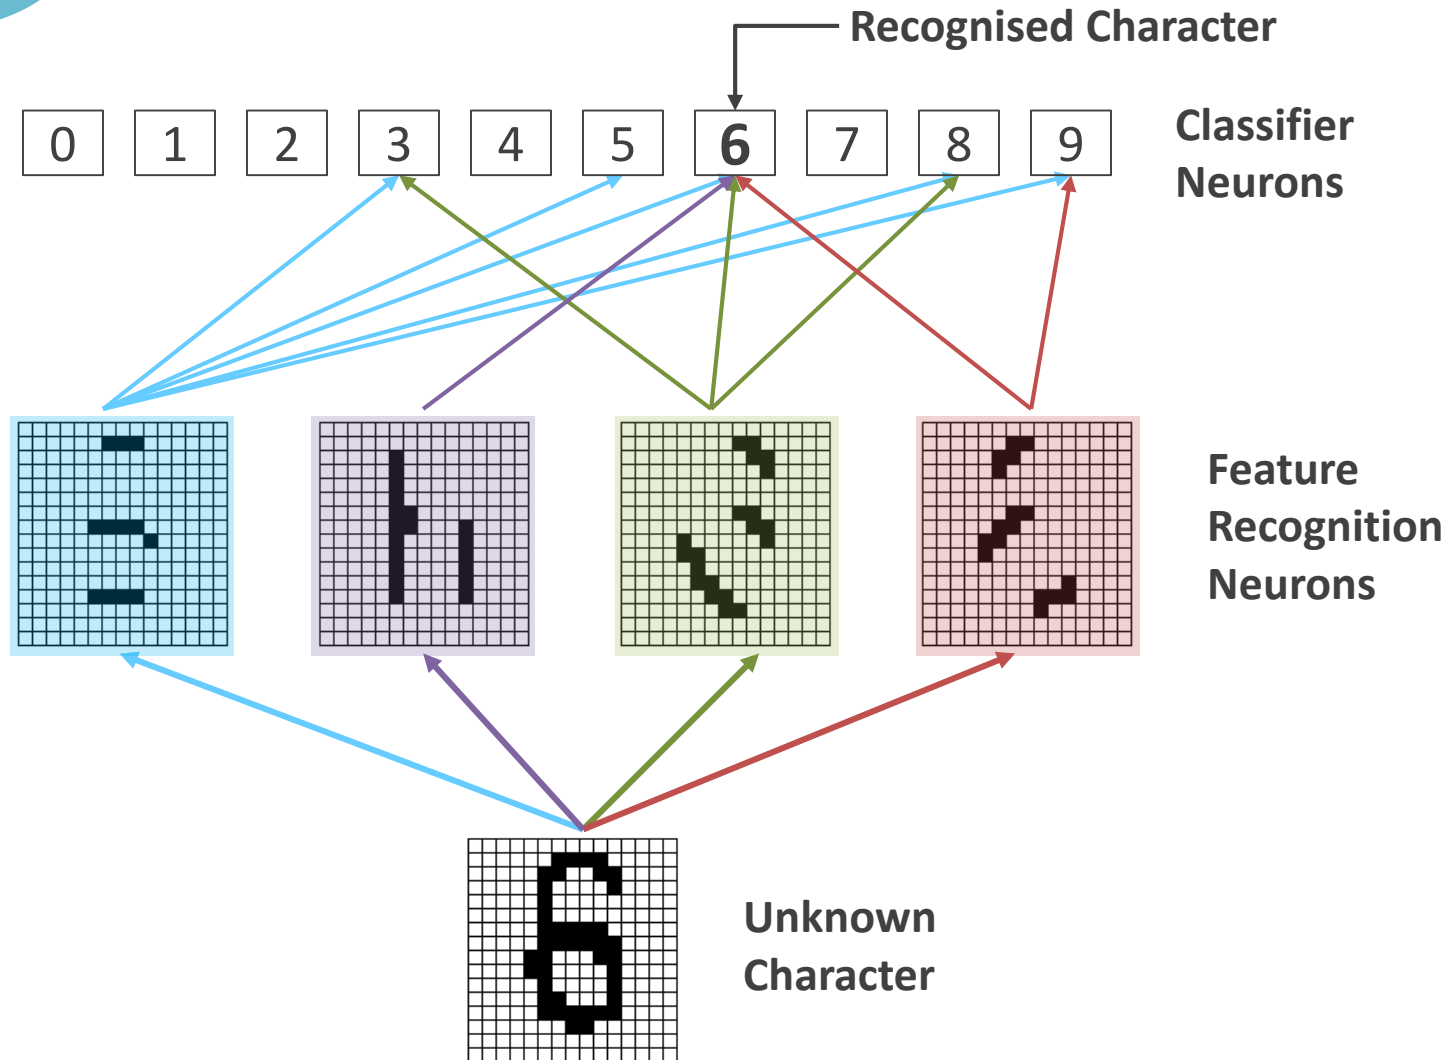 Recognised Character
0 1 2 3 4 5 6 7 8 9
Classifier
Neurons
Feature
Recognition
Neurons
6
Unknown
Character